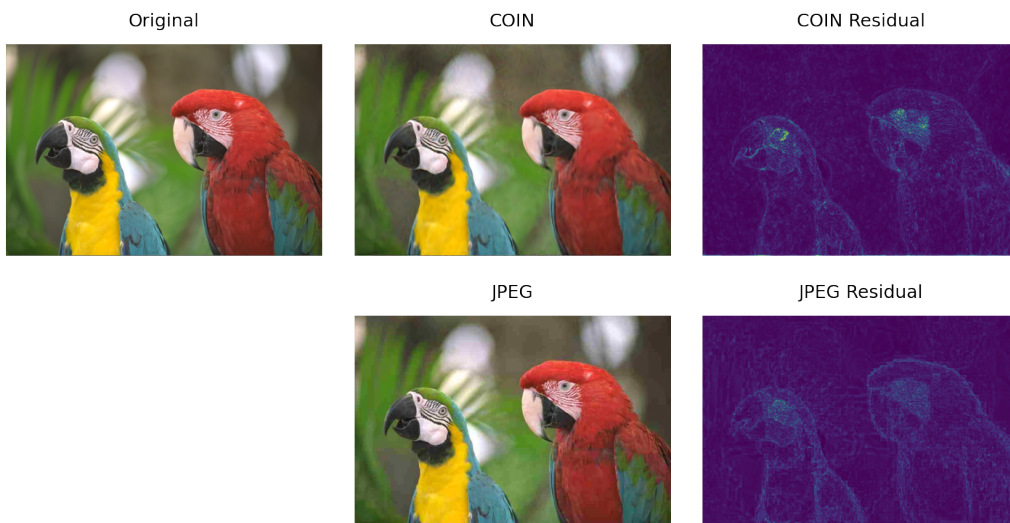 Original
COIN
COIN Residual
JPEG
JPEG Residual